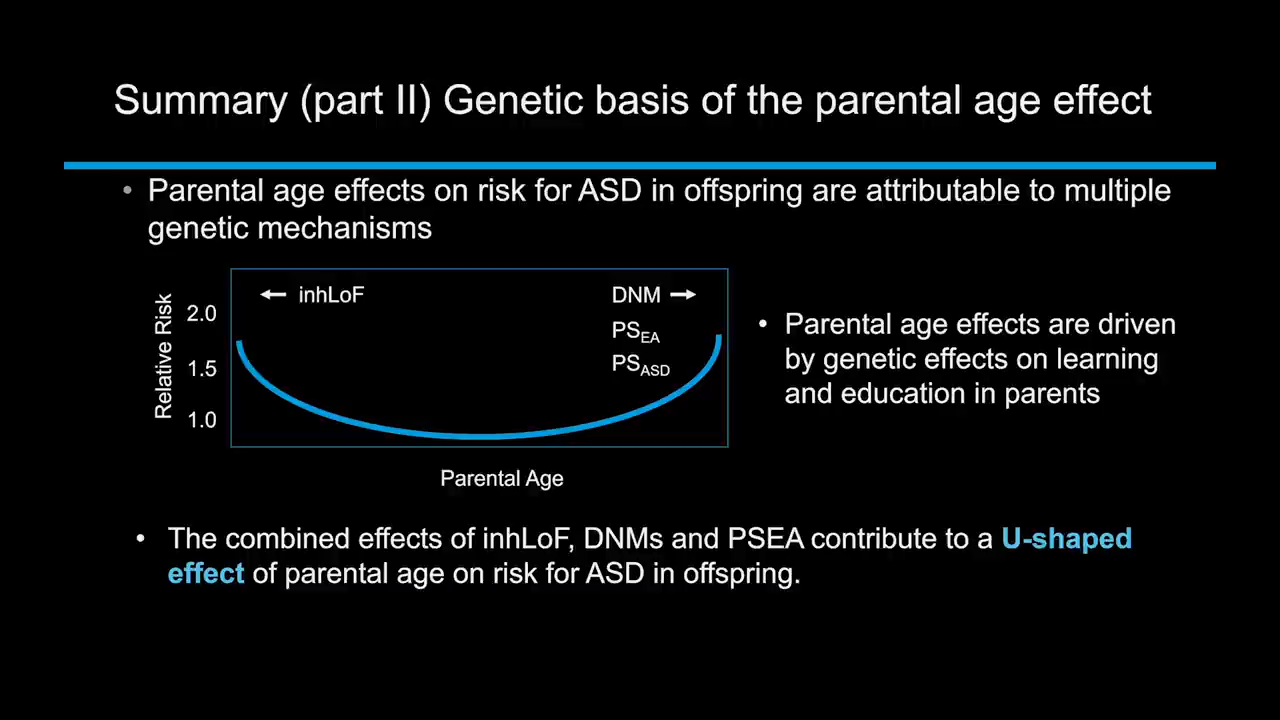 Summary (part II) Genetic basis of the parental age effect
• Parental age effects on risk for ASD in offspring are attributable to multiple
genetic mechanisms
Relative Risk
2.0
1.5
1.0
← inhLoF
DNM →
PSEA
PSASD
Parental Age
• Parental age effects are driven
by genetic effects on learning
and education in parents
• The combined effects of inhLoF, DNMs and PSEA contribute to a U-shaped
effect of parental age on risk for ASD in offspring.